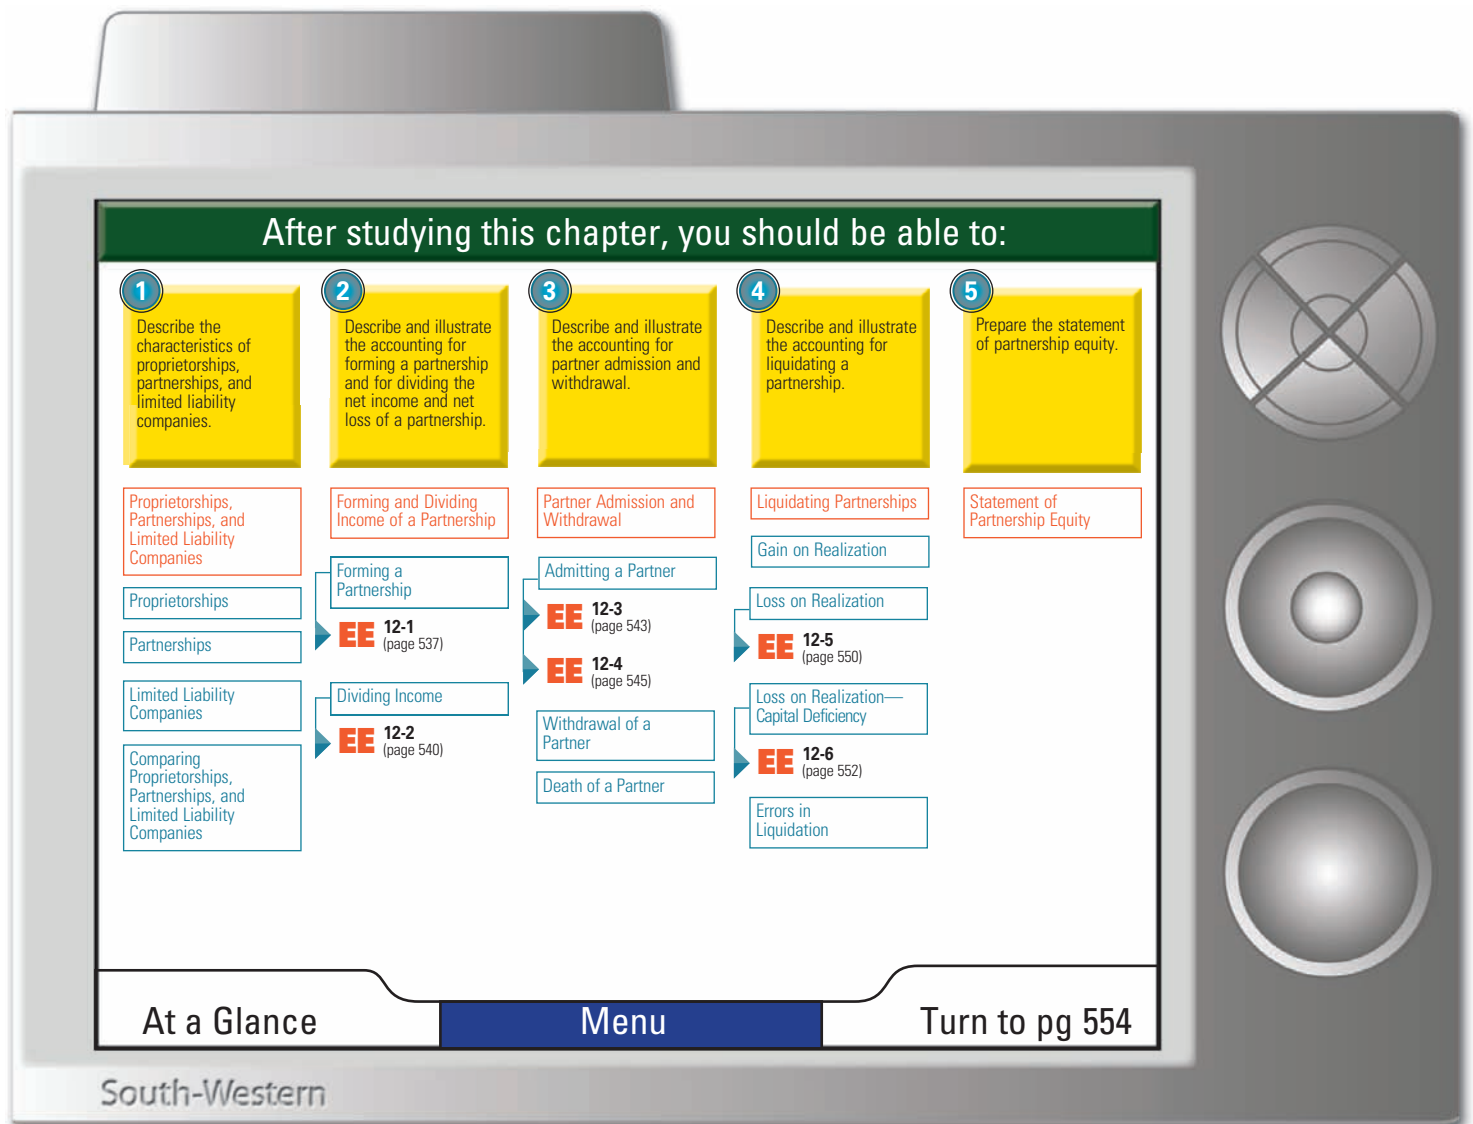 After studying this chapter, you should be able to:
1
Describe the
characteristics of
proprietorships,
partnerships, and
limited liability
companies.
Proprietorships,
Partnerships, and
Limited Liability
Companies
Proprietorships
Partnerships
Limited Liability
Companies
Comparing
Proprietorships,
Partnerships, and
Limited Liability
Companies
2
Describe and illustrate
the accounting for
forming a partnership
and for dividing the
net income and net
loss of a partnership.
Forming and Dividing
Income of a Partnership
Forming a
Partnership
EE 12-1
(page 537)
Dividing Income
EE 12-2
(page 540)
3
Describe and illustrate
the accounting for
partner admission and
withdrawal.
Partner Admission and
Withdrawal
Admitting a Partner
EE 12-3
(page 543)
EE 12-4
(page 545)
Withdrawal of a
Partner
Death of a Partner
4
Describe and illustrate
the accounting for
liquidating a
partnership.
Liquidating Partnerships
Gain on Realization
Loss on Realization
EE 12-5
(page 550)
Loss on Realization—
Capital Deficiency
EE 12-6
(page 552)
Errors in
Liquidation
5
Prepare the statement
of partnership equity.
Statement of
Partnership Equity
At a Glance
Menu
Turn to pg 554
South-Western